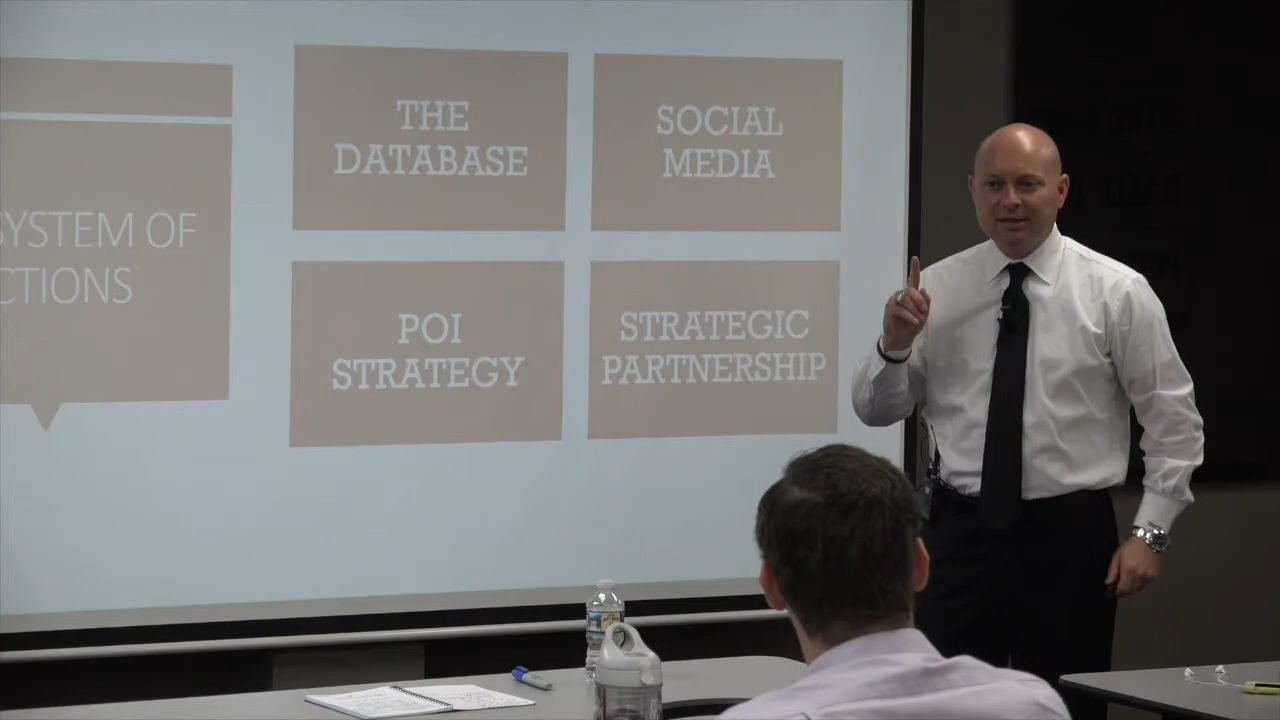 SYSTEM OF
CTIONS
THE
DATABASE
SOCIAL
MEDIA
POI
STRATEGY
STRATEGIC
PARTNERSHIP